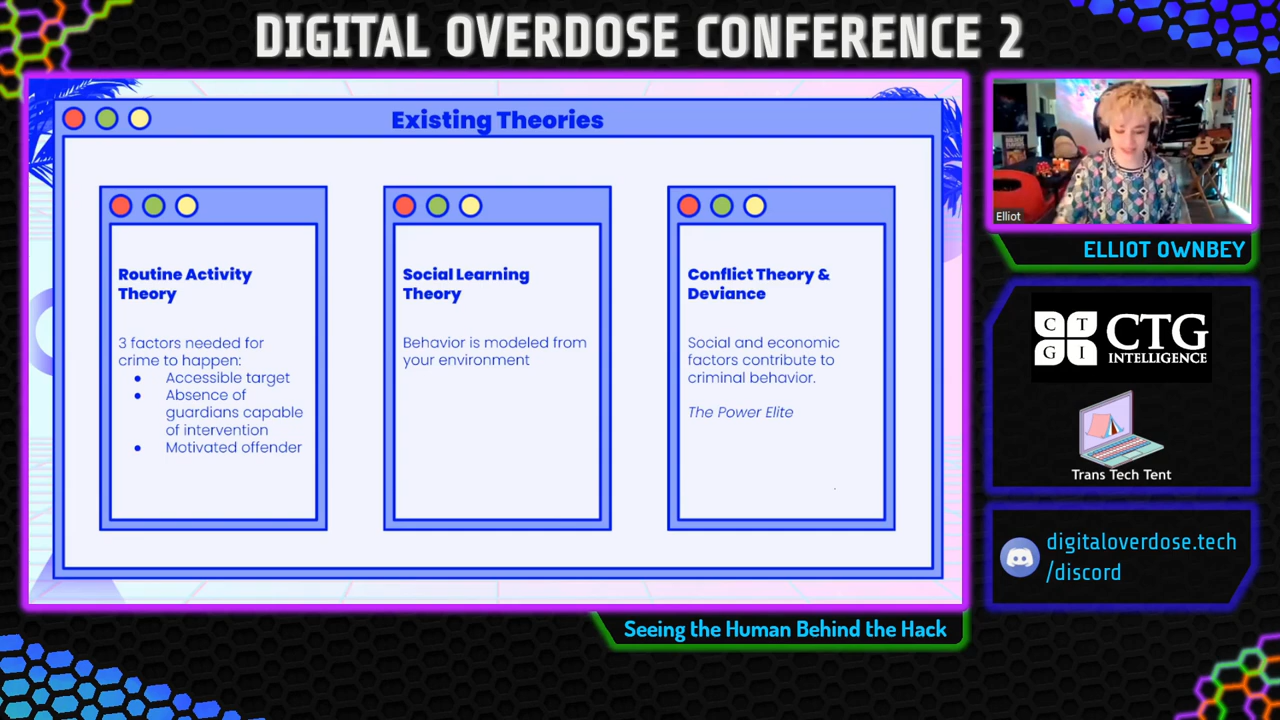 DIGITAL OVERDOSE CONFERENCE 2
Existing Theories
Routine Activity
Theory
3 factors needed for
crime to happen:
● Accessible target
● Absence of
guardians capable
of intervention
● Motivated offender
Social Learning
Theory
Behavior is modeled from
your environment
Conflict Theory &
Deviance
Social and economic
factors contribute to
criminal behavior.
The Power Elite
Elliot
ELLIOT OWNBEY
C T
G I
CTG
INTELLIGENCE
Trans Tech Tent
digitaloverdose.tech
/discord
Seeing the Human Behind the Hack